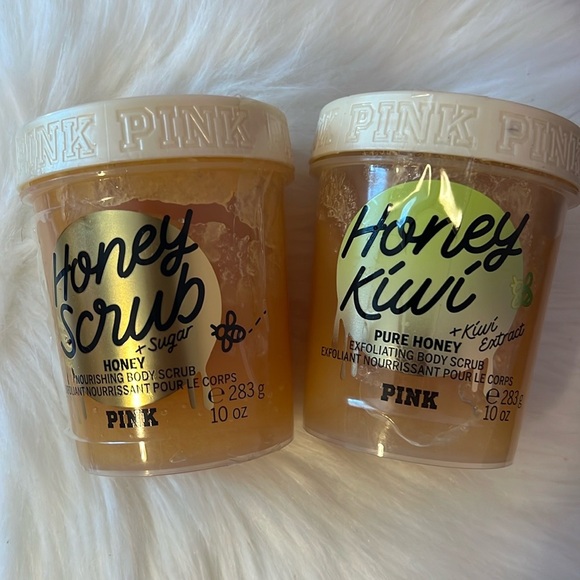 PINK PINK
Honey
Scrub
+ Sugar
HONEY
NOURISHING BODY SCRUB
EXFOLIANT NOURRISSANT POUR LE CORPS
PINK
℮ 283 g
10 oz
PINK PINK
Honey
Kiwi
+ Kiwi
Extract
PURE HONEY
EXFOLIATING BODY SCRUB
EXFOLIANT NOURRISSANT POUR LE CORPS
PINK
℮ 283 g
10 oz